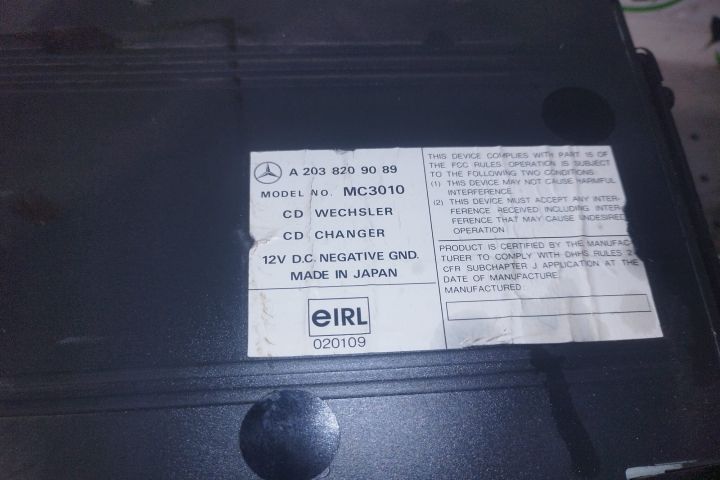 A 203 820 90 89
MODEL NO. MC3010
CD WECHSLER
CD CHANGER
12V D.C. NEGATIVE GND.
MADE IN JAPAN
eIRL
020109
THIS DEVICE COMPLIES WITH PART 15 OF
THE FCC RULES. OPERATION IS SUBJECT
TO THE FOLLOWING TWO CONDITIONS:
(1) THIS DEVICE MAY NOT CAUSE HARMFUL
INTERFERENCE.
(2) THIS DEVICE MUST ACCEPT ANY INTER-
FERENCE RECEIVED, INCLUDING INTER-
FERENCE THAT MAY CAUSE UNDESIRED
OPERATION
PRODUCT IS CERTIFIED BY THE MANUFAC-
TURER TO COMPLY WITH DHHS RULES
CFR SUBCHAPTER J APPLICATION AT THE
DATE OF MANUFACTURE.
MANUFACTURED: